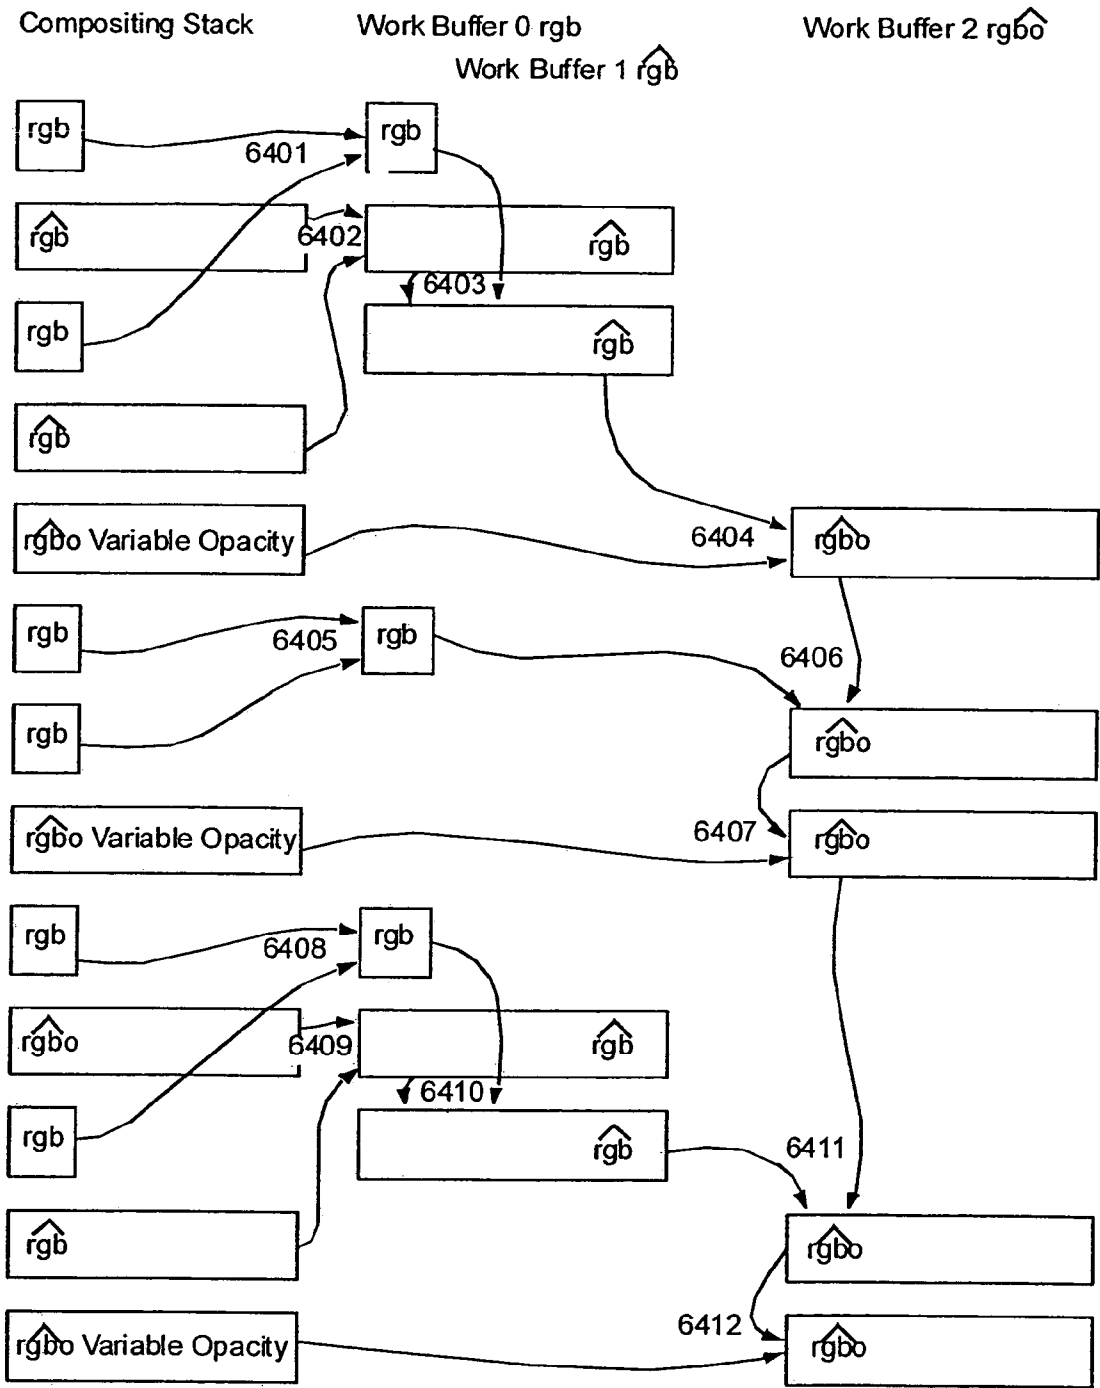 Compositing Stack Work Buffer 0 rgb Work Buffer 2 rgbo
Work Buffer 1 rgb
rgb rgb
6401
rgb 6402 rgb
6403
rgb rgb
rgb
rgbo Variable Opacity 6404 rgbo
rgb 6405 rgb
6406
rgb rgbo
rgbo Variable Opacity 6407 rgbo
rgb 6408 rgb
rgbo 6409 rgb
6410
rgb rgb 6411
rgb rgbo
6412
rgbo Variable Opacity rgbo